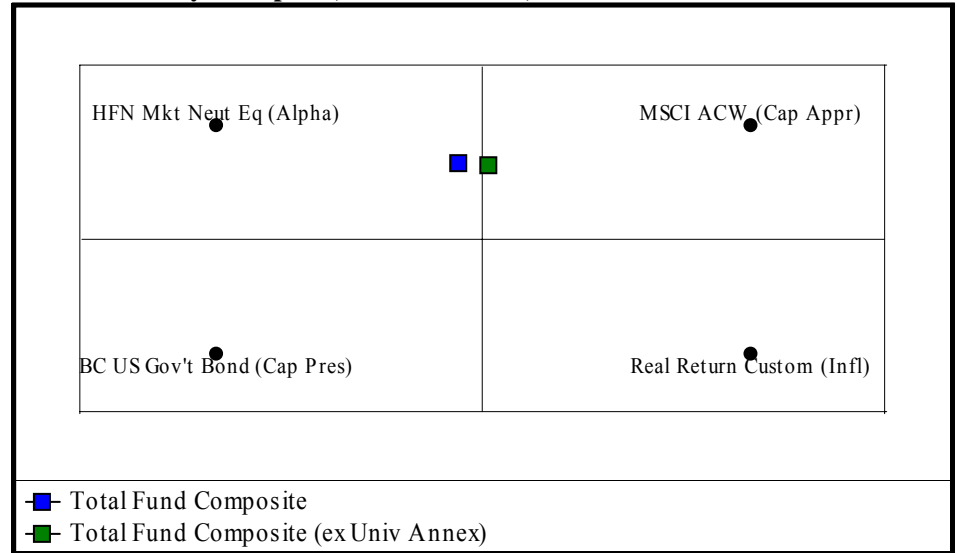 HFN Mkt Neut Eq (Alpha)
MSCI ACW (Cap Appr)
BC US Gov't Bond (Cap Pres)
Real Return Custom (Infl)
Total Fund Composite
Total Fund Composite (ex Univ Annex)